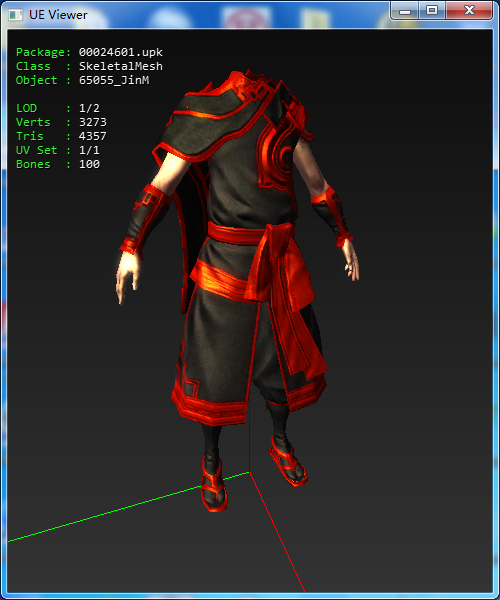 UE Viewer
Package: 00024601.upk
Class : SkeletalMesh
Object : 65055_JinM
LOD : 1/2
Verts : 3273
Tris : 4357
UV Set : 1/1
Bones : 100